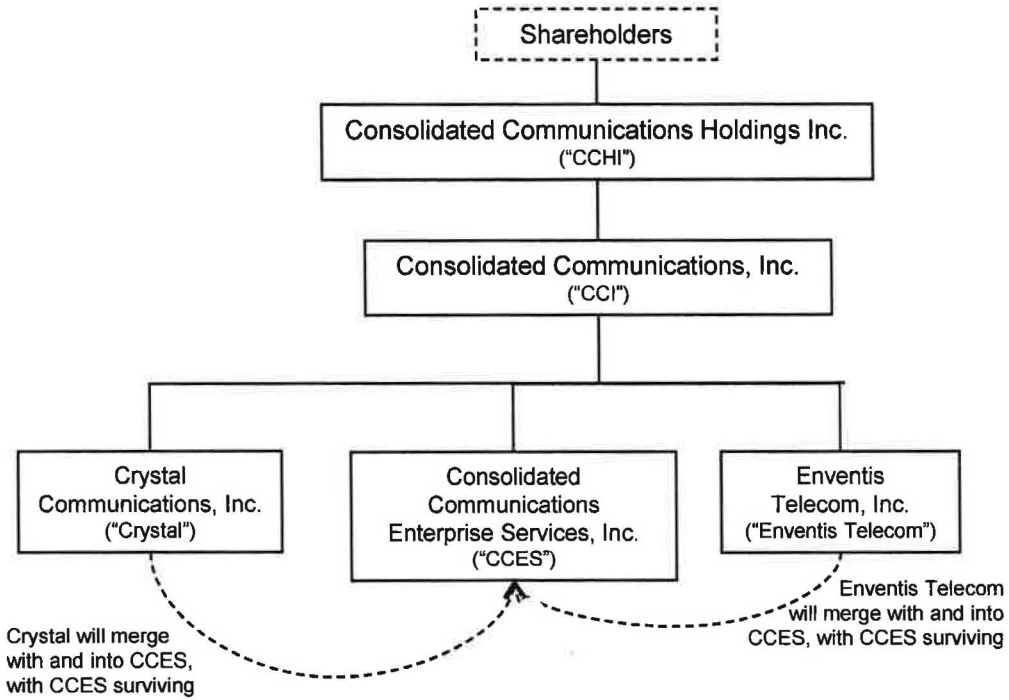 Shareholders
Consolidated Communications Holdings Inc.
("CCHI")
Consolidated Communications, Inc.
("CCI")
Crystal
Communications, Inc.
("Crystal")
Consolidated
Communications
Enterprise Services, Inc.
("CCES")
Enventis
Telecom, Inc.
("Enventis Telecom")
Crystal will merge
with and into CCES,
with CCES surviving
Enventis Telecom
will merge with and into
CCES, with CCES surviving